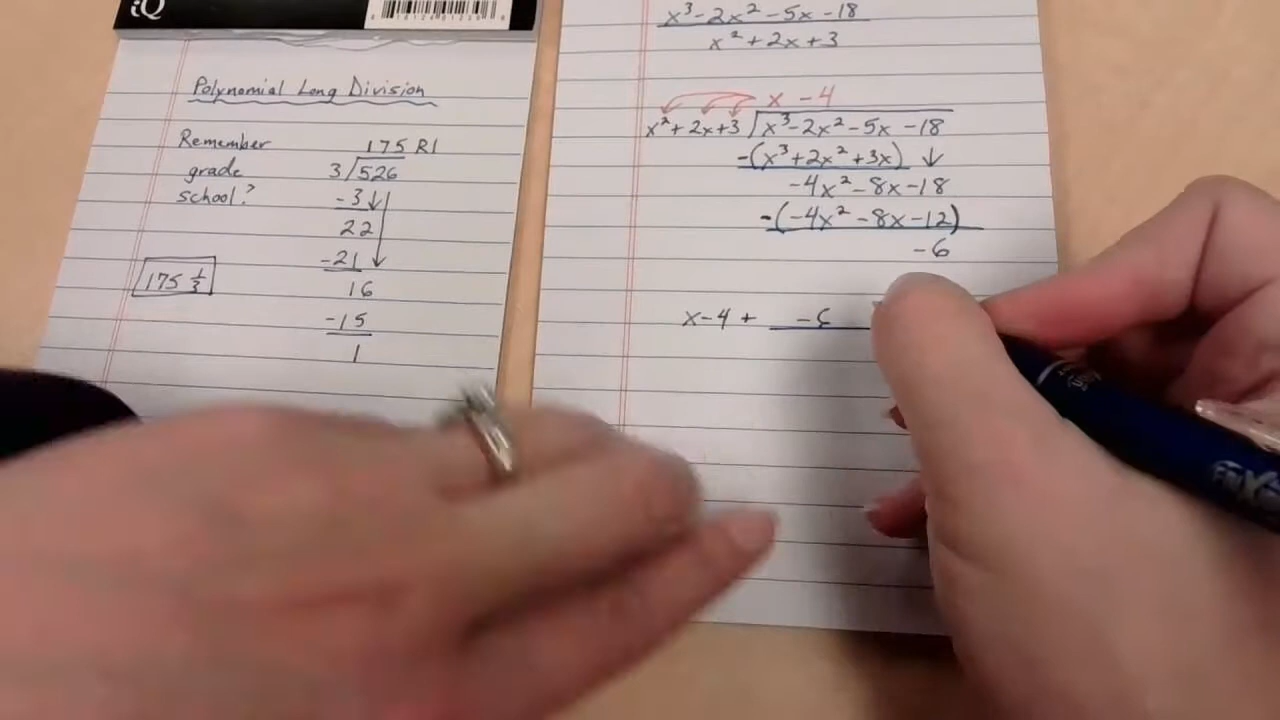 iQ
Polynomial Long Division
Remember
grade
school?
175 R1
3 526
-3
22
-21
16
-15
1
175 1/3
x³-2x²-5x-18
x²+2x+3
x -4
x²+2x+3 x³-2x²-5x-18
-(x³+2x²+3x)
-4x²-8x-18
-(-4x²-8x-12)
-6
x-4 + -6